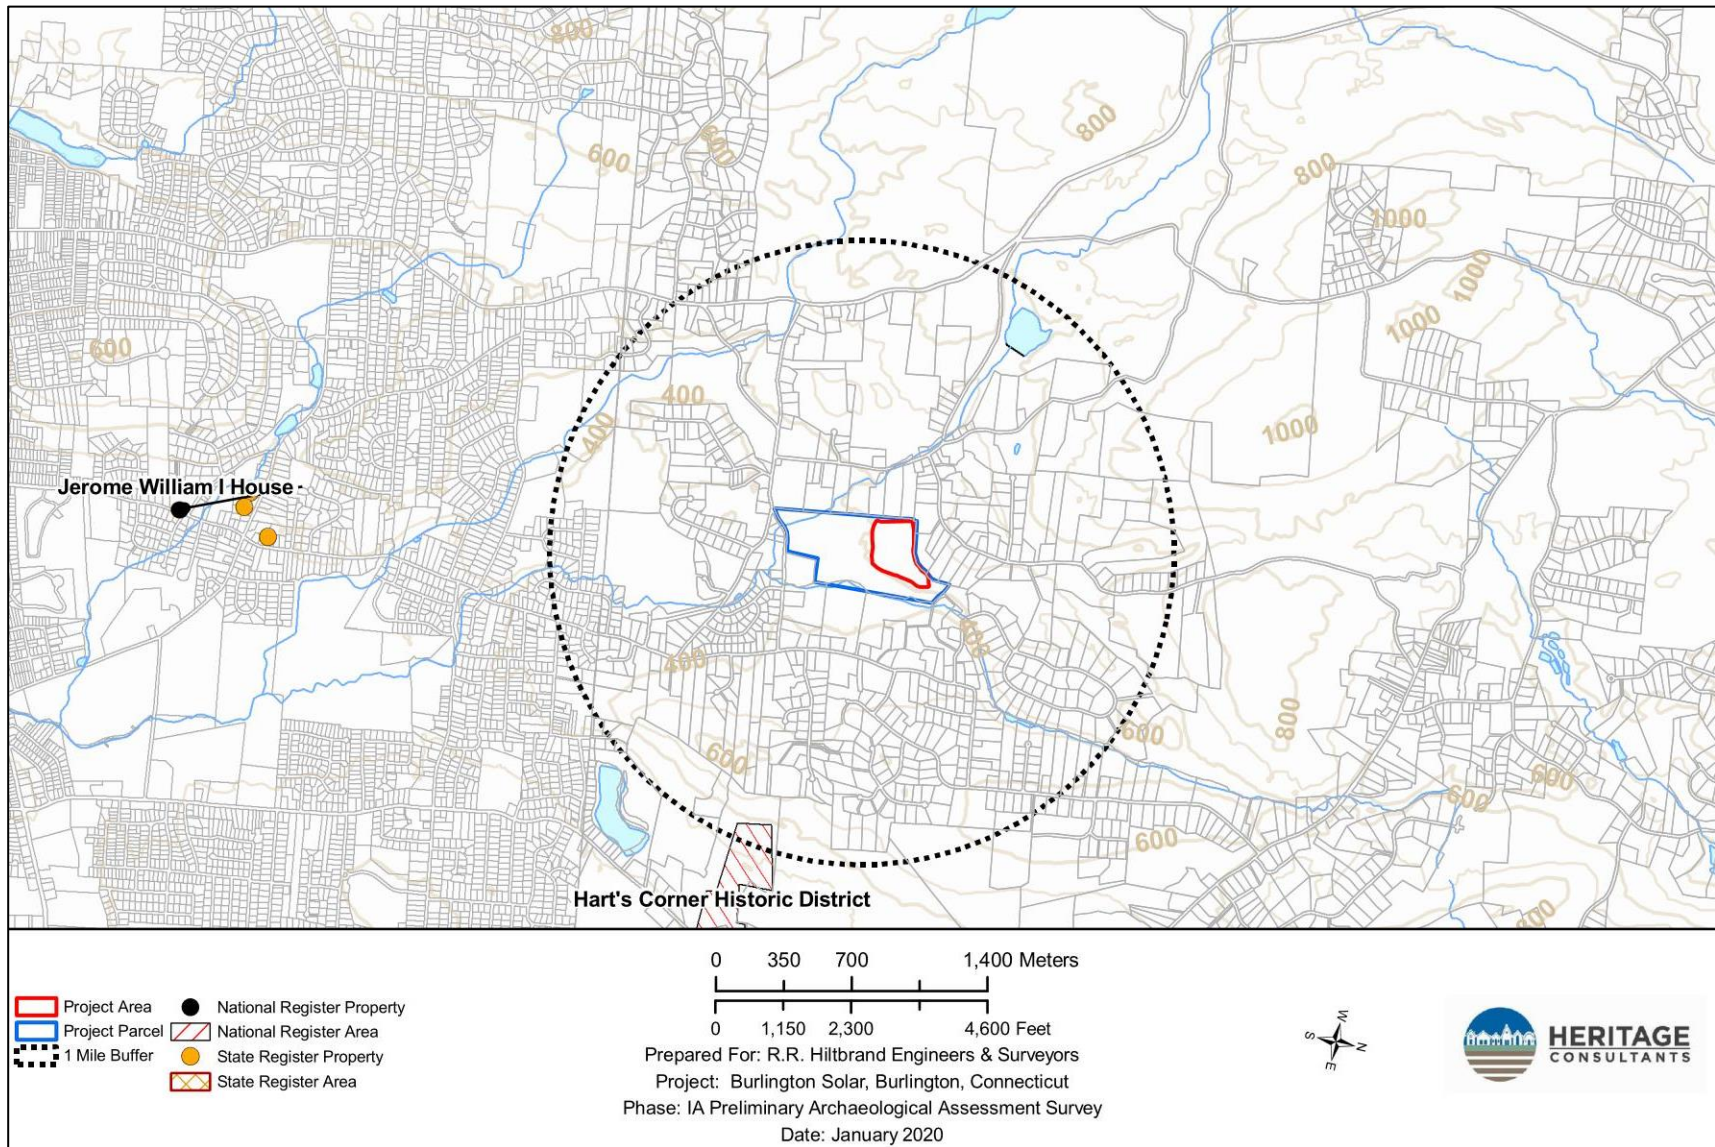 800
800
600
600
800
800
1000
1000
1000
600
400
400
1000
Jerome William I House
600
400
600
600
800
600
600
600
800
Hart's Corner Historic District
0 350 700 1,400 Meters
0 1,150 2,300 4,600 Feet
Project Area
Project Parcel
1 Mile Buffer
National Register Property
National Register Area
State Register Property
State Register Area
Prepared For: R.R. Hiltbrand Engineers & Surveyors
Project: Burlington Solar, Burlington, Connecticut
Phase: IA Preliminary Archaeological Assessment Survey
Date: January 2020
W
S
N
E
HERITAGE
CONSULTANTS